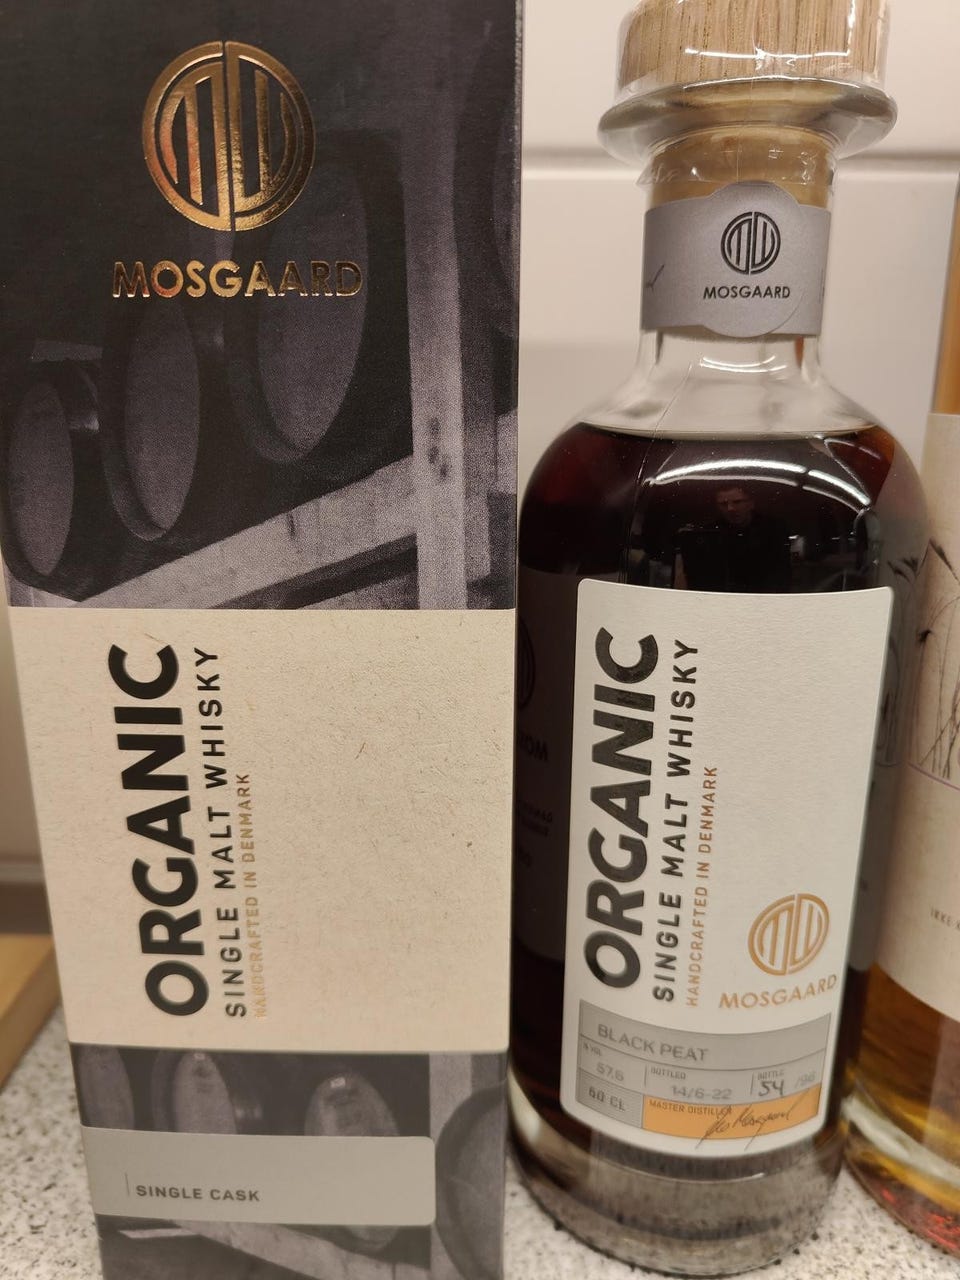 MOSGAARD
ORGANIC
SINGLE MALT WHISKY
HANDCRAFTED IN DENMARK
SINGLE CASK
MOSGAARD
ORGANIC
SINGLE MALT WHISKY
HANDCRAFTED IN DENMARK
MOSGAARD
BLACK PEAT
% VOL
57.6
BOTTLED
14/6-22
BOTTLE
54 /96
60 CL
MASTER DISTILLER